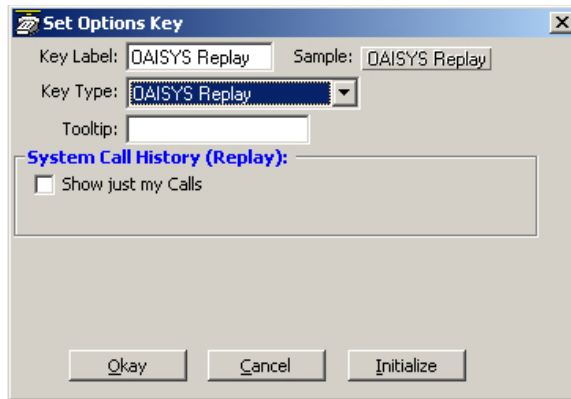 Set Options Key
Key Label: OAISYS Replay Sample: OAISYS Replay
Key Type: OAISYS Replay
Tooltip:
System Call History (Replay):
Show just my Calls
Okay Cancel Initialize